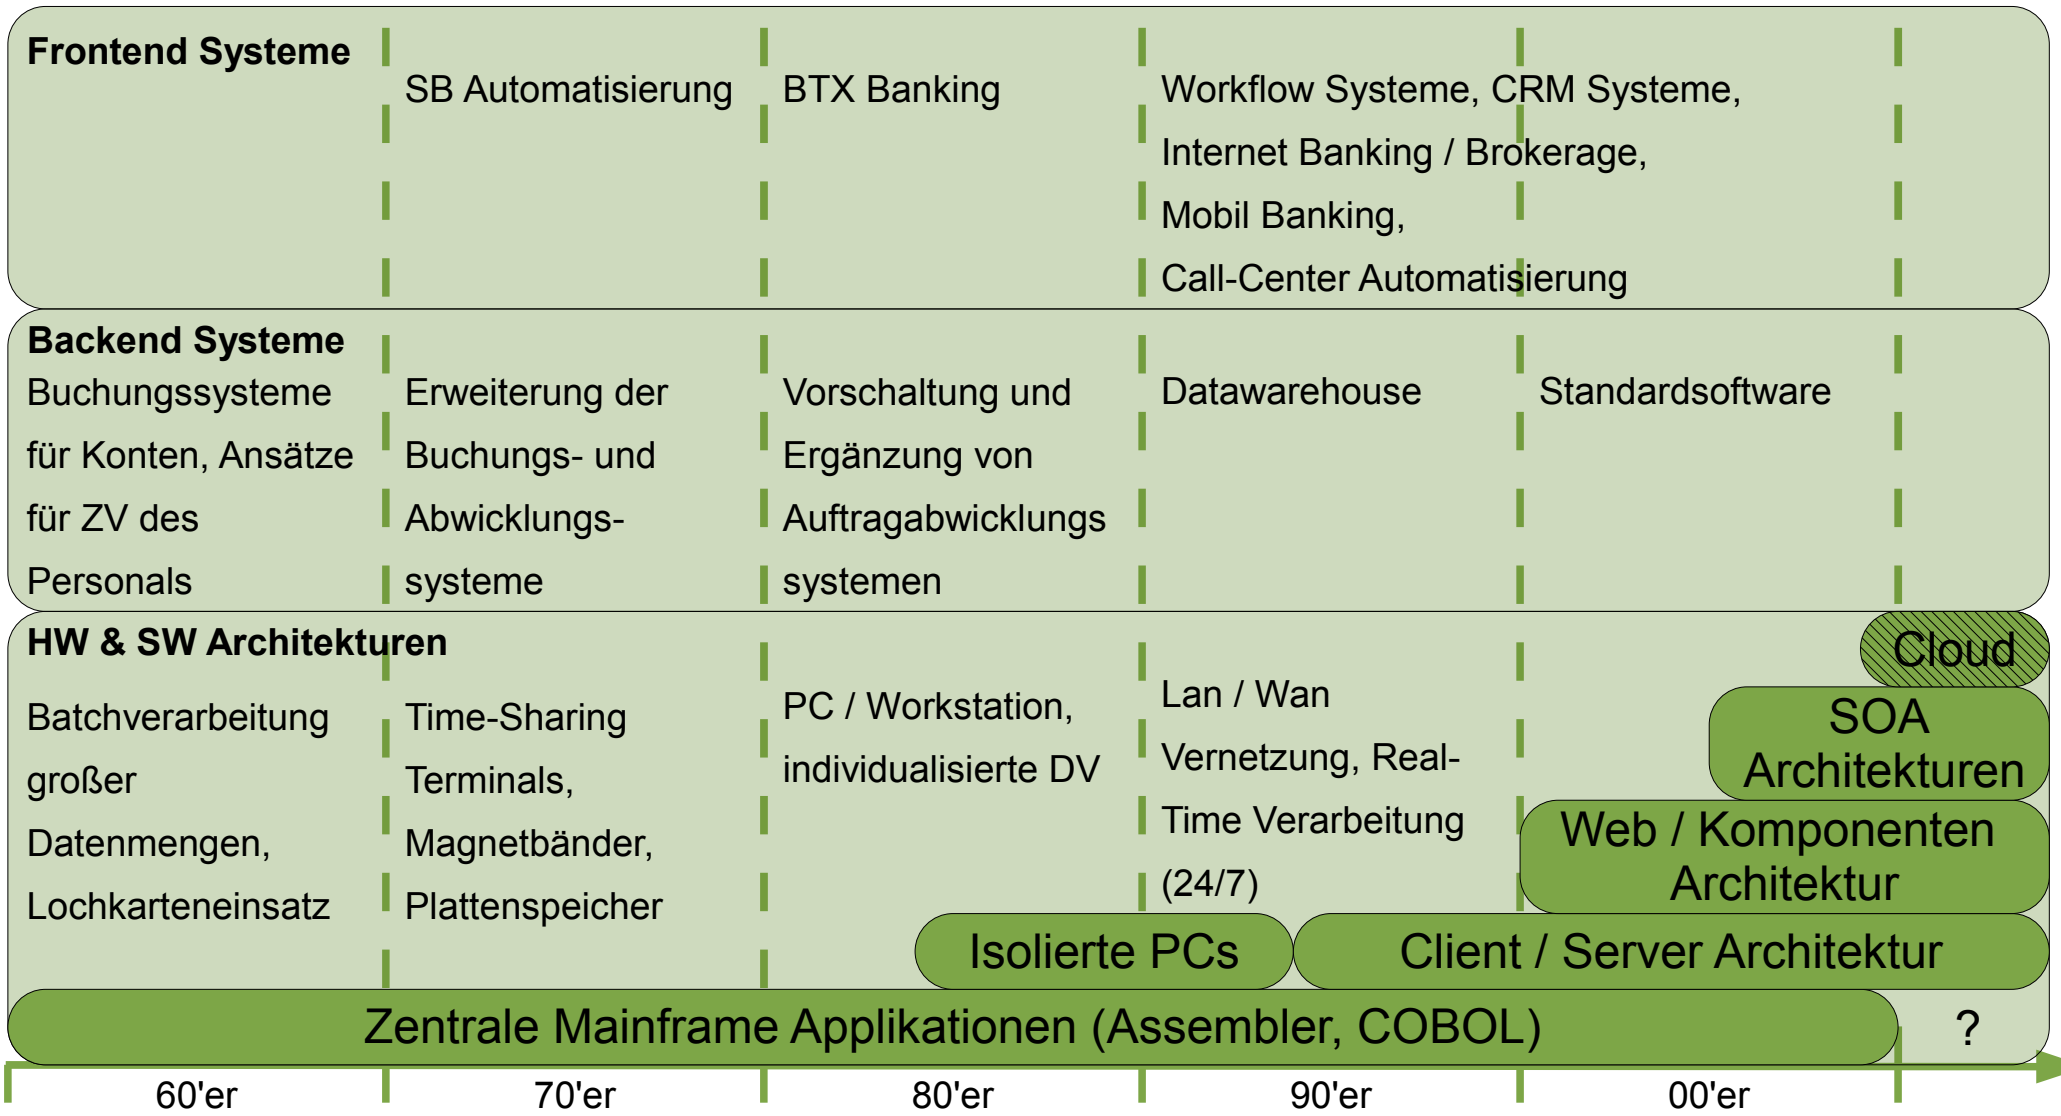 Frontend Systeme
SB Automatisierung
BTX Banking
Workflow Systeme, CRM Systeme,
Internet Banking / Brokerage,
Mobil Banking,
Call-Center Automatisierung
Backend Systeme
Buchungssysteme
für Konten, Ansätze
für ZV des
Personals
Erweiterung der
Buchungs- und
Abwicklungs-
systeme
Vorschaltung und
Ergänzung von
Auftragabwicklungs
systemen
Datawarehouse
Standardsoftware
HW & SW Architekturen
Batchverarbeitung
großer
Datenmengen,
Lochkarteneinsatz
Time-Sharing
Terminals,
Magnetbänder,
Plattenspeicher
PC / Workstation,
individualisierte DV
Lan / Wan
Vernetzung, Real-
Time Verarbeitung
(24/7)
Cloud
SOA
Architekturen
Web / Komponenten
Architektur
Isolierte PCs
Client / Server Architektur
Zentrale Mainframe Applikationen (Assembler, COBOL)
?
60'er
70'er
80'er
90'er
00'er